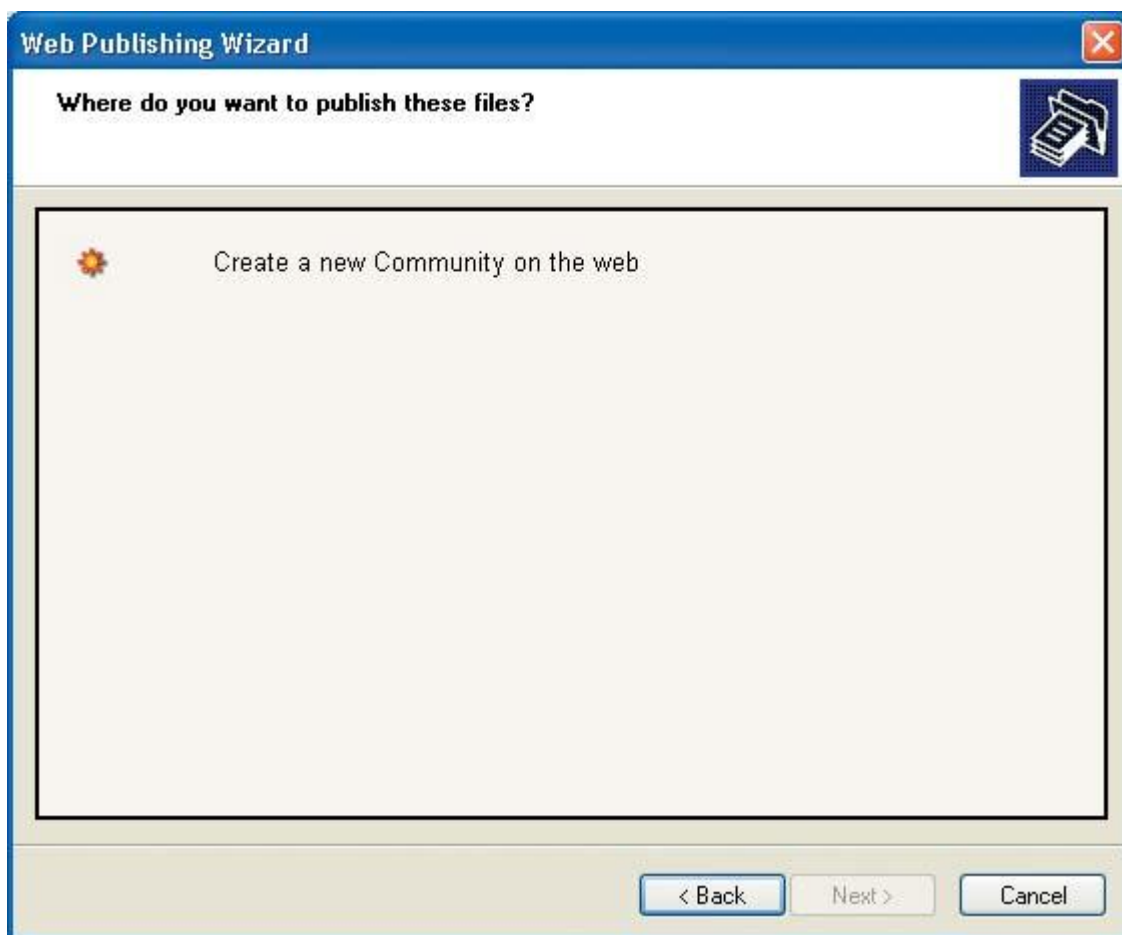 Web Publishing Wizard
Where do you want to publish these files?
Create a new Community on the web
< Back
Next >
Cancel